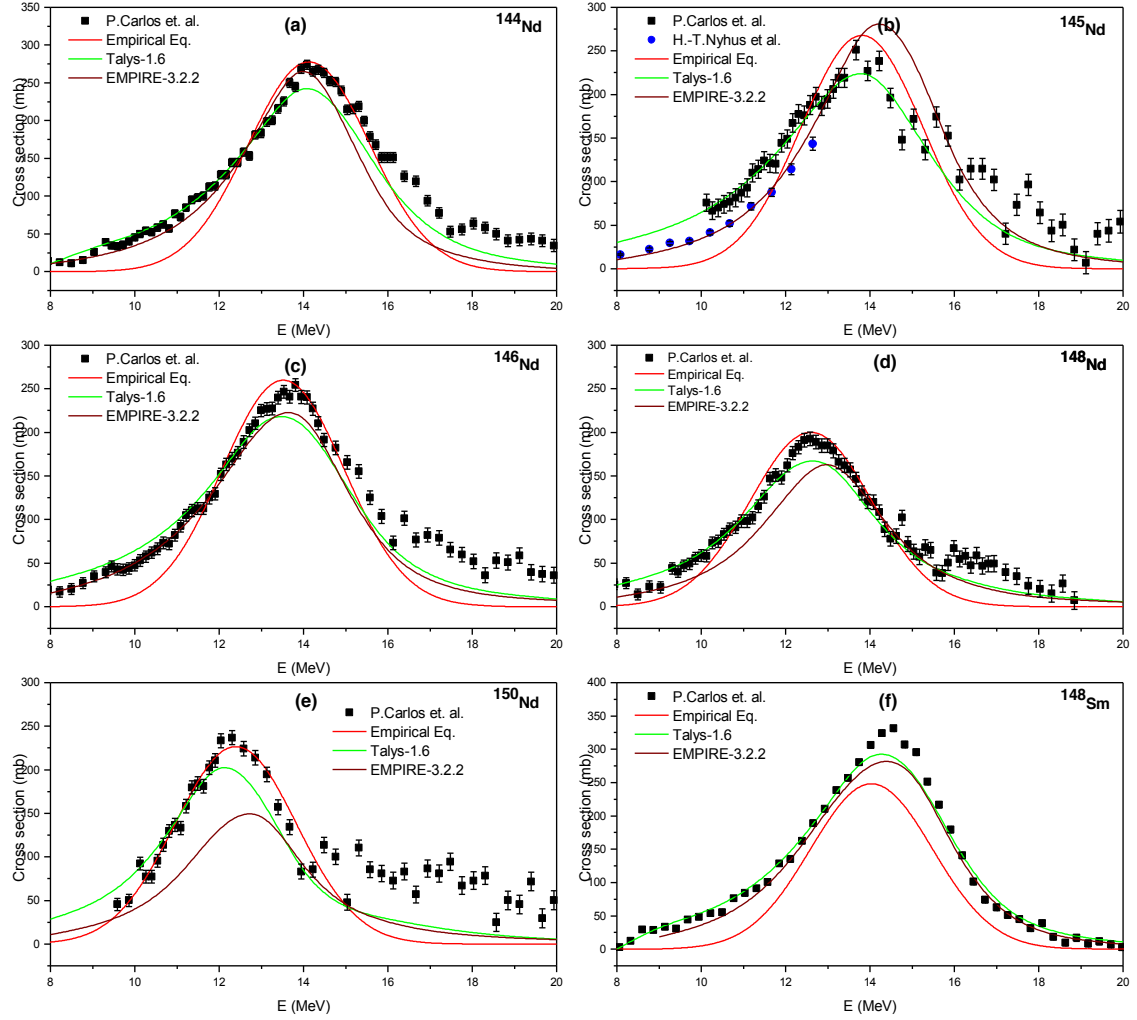 (a)
144Nd
P.Carlos et. al.
Empirical Eq.
Talys-1.6
EMPIRE-3.2.2
Cross section (mb)
350
300
250
200
150
100
50
0
8 10 12 14 16 18 20
E (MeV)
(b)
145Nd
P.Carlos et al.
H.-T.Nyhus et al.
Empirical Eq.
Talys-1.6
EMPIRE-3.2.2
Cross section (mb)
300
250
200
150
100
50
0
8 10 12 14 16 18 20
E (MeV)
(c)
146Nd
P.Carlos et. al.
Empirical Eq.
Talys-1.6
EMPIRE-3.2.2
Cross section (mb)
300
250
200
150
100
50
0
8 10 12 14 16 18 20
E (MeV)
(d)
148Nd
P.Carlos et. al.
Empirical Eq.
Talys-1.6
EMPIRE-3.2.2
Cross section (mb)
300
250
200
150
100
50
0
8 10 12 14 16 18 20
E (MeV)
(e)
150Nd
P.Carlos et. al.
Empirical Eq.
Talys-1.6
EMPIRE-3.2.2
Cross section (mb)
300
250
200
150
100
50
0
8 10 12 14 16 18 20
E (MeV)
(f)
148Sm
P.Carlos et. al.
Empirical Eq.
Talys-1.6
EMPIRE-3.2.2
Cross section (mb)
400
350
300
250
200
150
100
50
0
8 10 12 14 16 18 20
E (MeV)